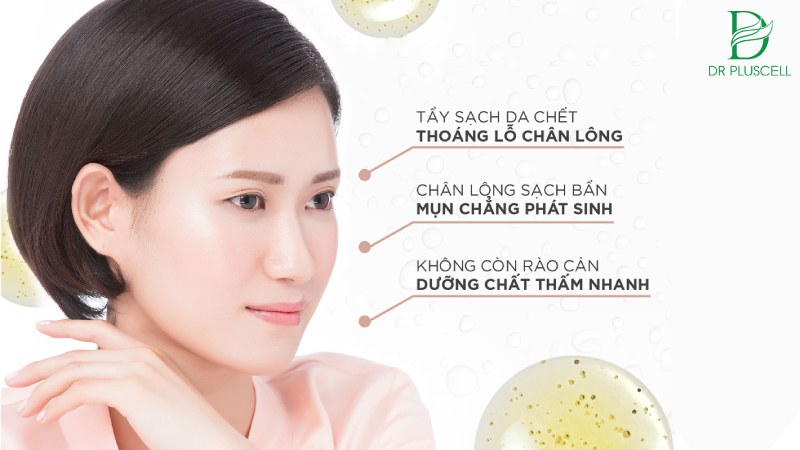 DR PLUSCELL
TẨY SẠCH DA CHẾT
THOÁNG LỖ CHÂN LÔNG
CHÂN LÔNG SẠCH BẨN
MỤN CHẲNG PHÁT SINH
KHÔNG CÒN RÀO CẢN
DƯỠNG CHẤT THẤM NHANH